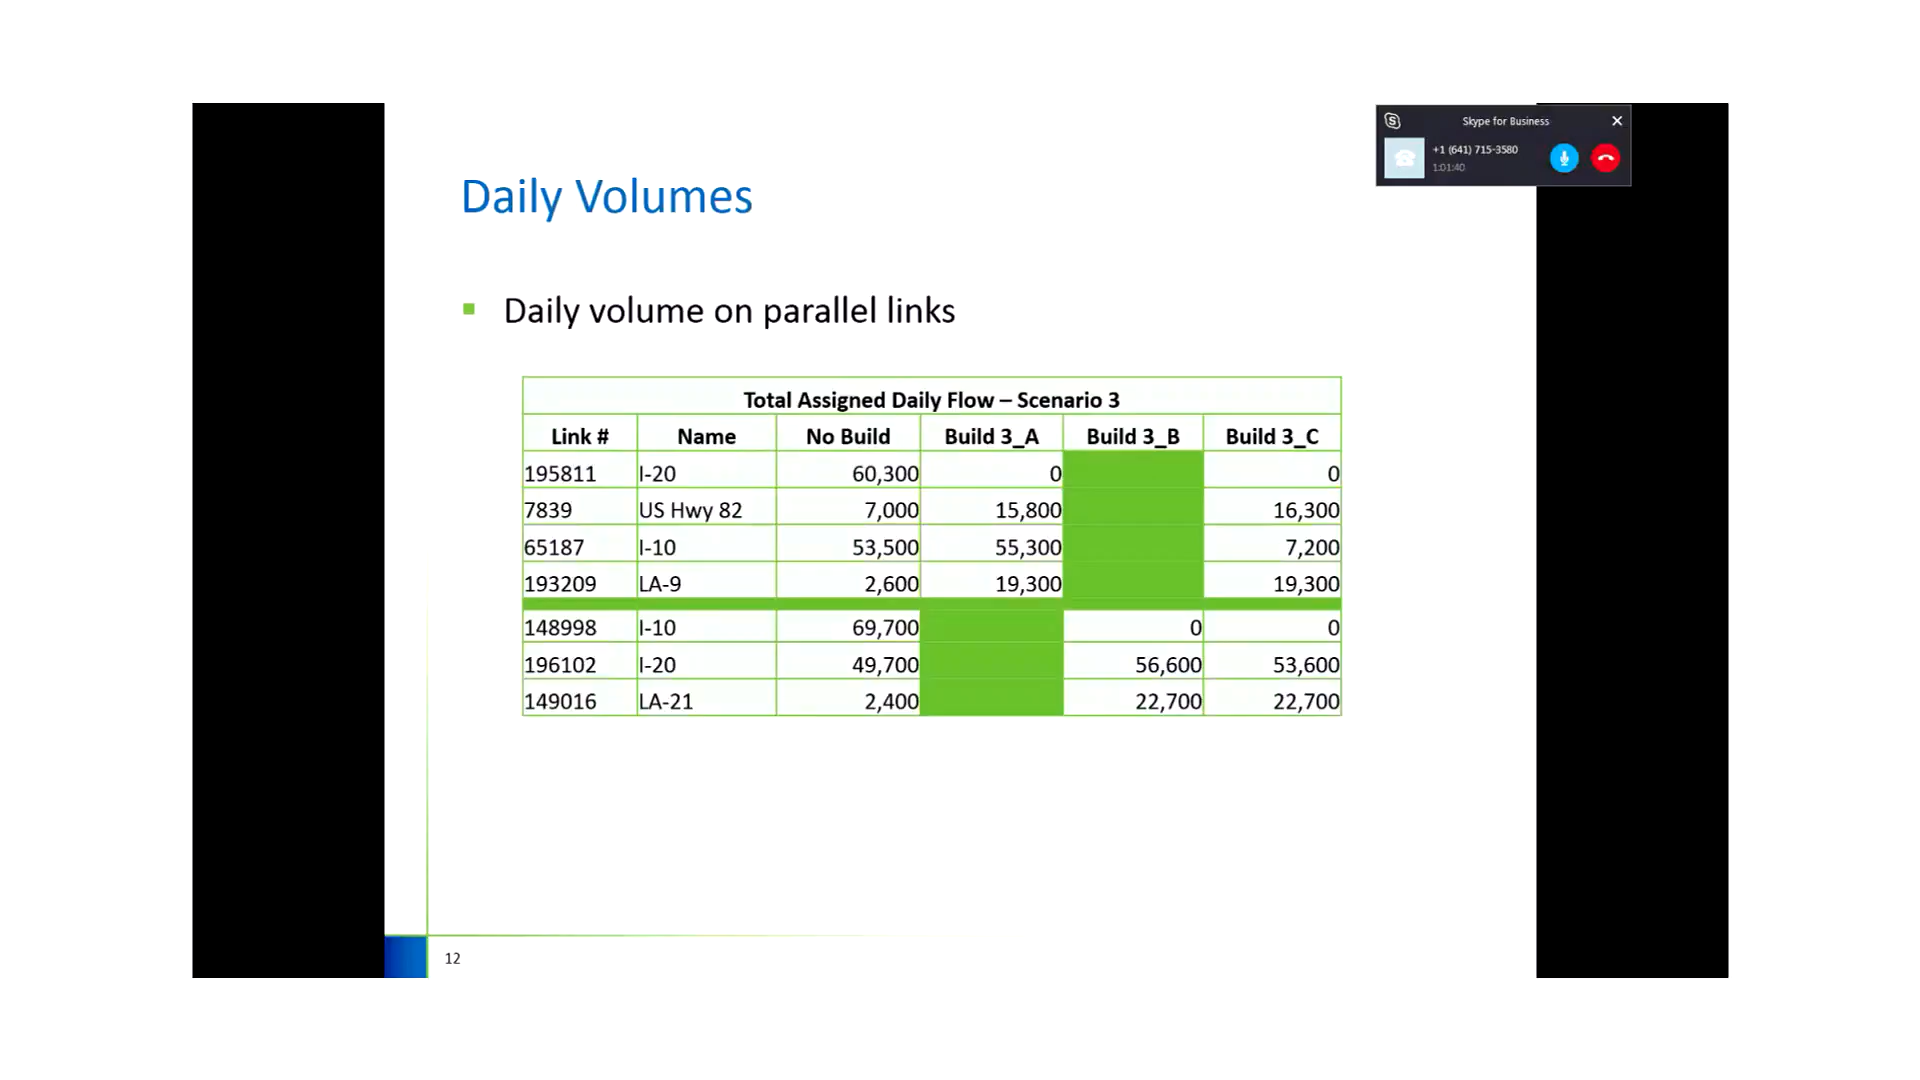 Skype for Business
+1 (641) 715-3580
1:01:40
Daily Volumes
Daily volume on parallel links
Total Assigned Daily Flow – Scenario 3
Link # Name No Build Build 3_A Build 3_B Build 3_C
195811 I-20 60,300 0 0
7839 US Hwy 82 7,000 15,800 16,300
65187 I-10 53,500 55,300 7,200
193209 LA-9 2,600 19,300 19,300
148998 I-10 69,700 0 0
196102 I-20 49,700 56,600 53,600
149016 LA-21 2,400 22,700 22,700
12